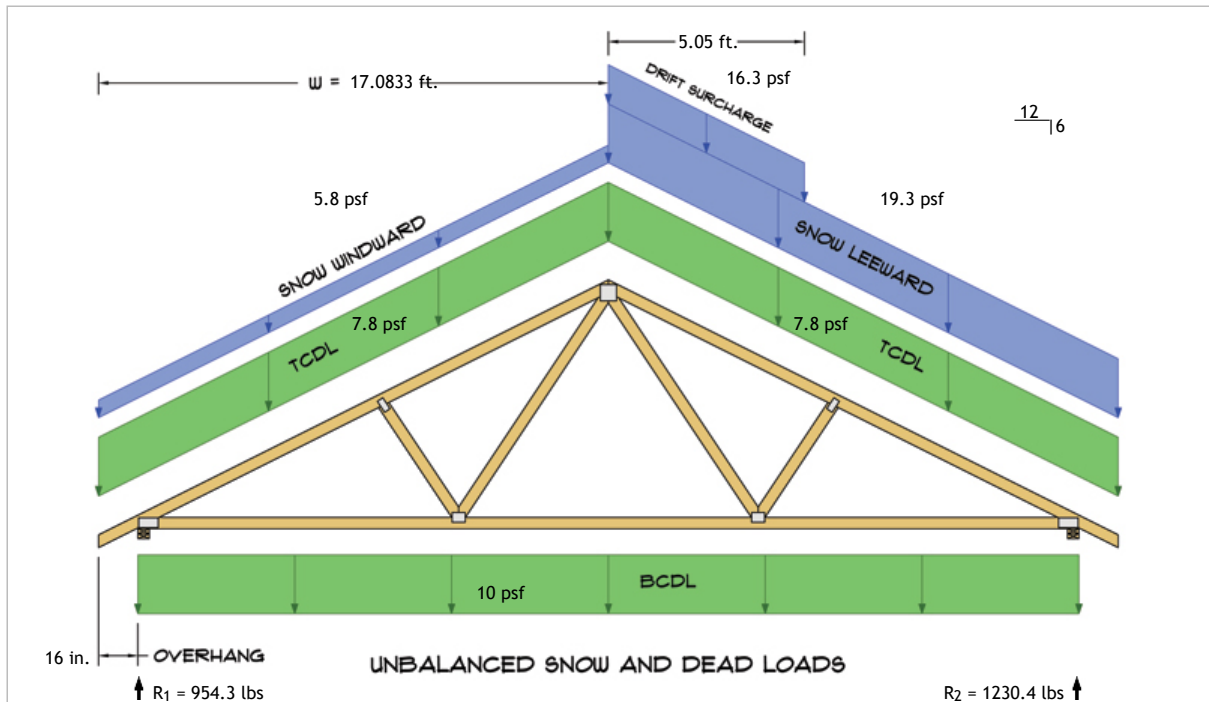 5.05 ft.
W = 17.0833 ft.
DRIFT SURCHARGE
16.3 psf
12
6
5.8 psf
19.3 psf
SNOW WINDWARD
SNOW LEEWARD
7.8 psf
7.8 psf
TCDL
TCDL
10 psf
BCDL
16 in.
OVERHANG
UNBALANCED SNOW AND DEAD LOADS
R1 = 954.3 lbs
R2 = 1230.4 lbs